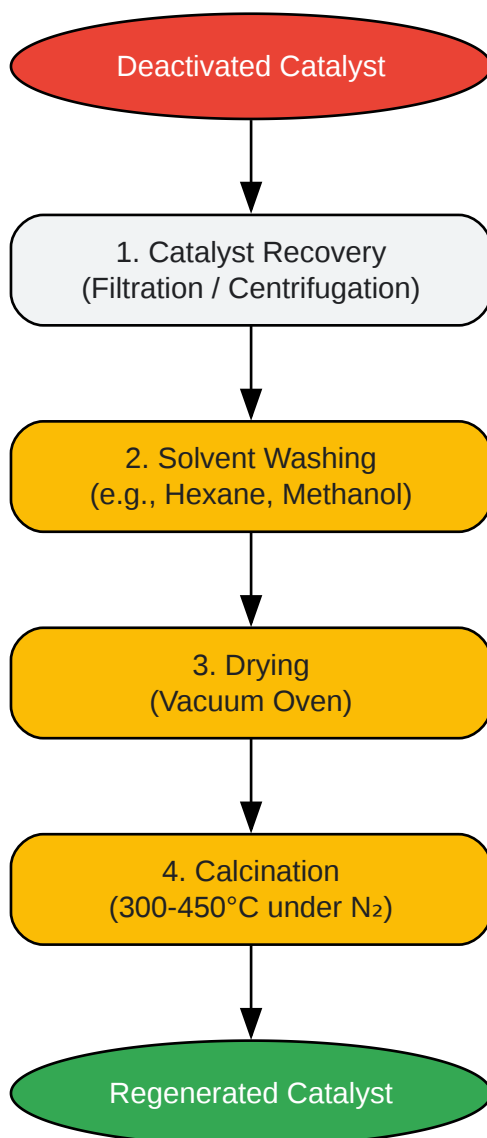 Deactivated Catalyst
1. Catalyst Recovery
(Filtration / Centrifugation)
2. Solvent Washing
(e.g., Hexane, Methanol)
3. Drying
(Vacuum Oven)
4. Calcination
(300-450°C under N₂)
Regenerated Catalyst